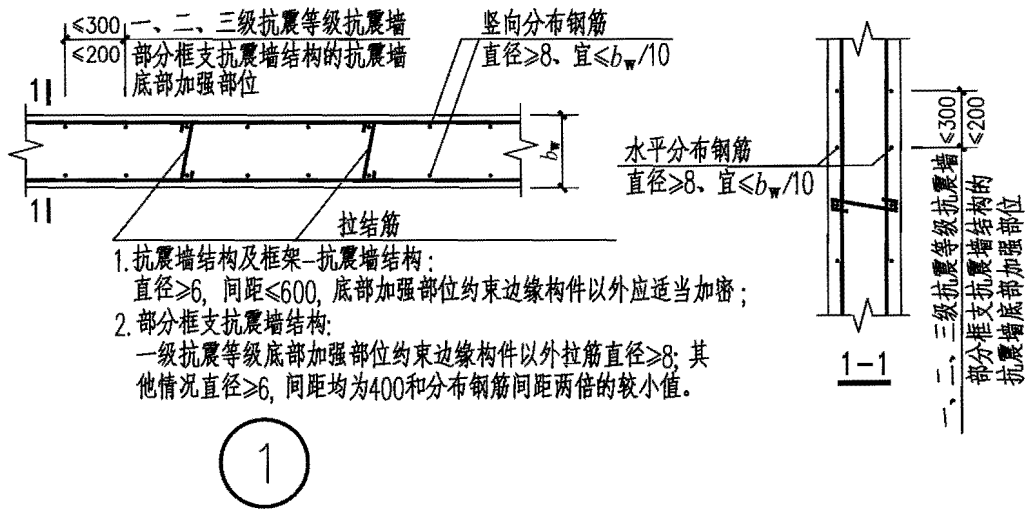 ≤300 一、二、三级抗震等级抗震墙
≤200 部分框支抗震墙结构的抗震墙
底部加强部位
竖向分布钢筋
直径≥8、宜≤bw/10
1
1
bw
拉结筋
1.抗震墙结构及框架-抗震墙结构:
直径≥6, 间距≤600, 底部加强部位约束边缘构件以外应适当加密;
2.部分框支抗震墙结构:
一级抗震等级底部加强部位约束边缘构件以外拉筋直径≥8; 其
他情况直径≥6, 间距均为400和分布钢筋间距两倍的较小值。
水平分布钢筋
直径≥8、宜≤bw/10
一、二、三级抗震等级抗震墙 ≤300
≤200
部分框支抗震墙结构的
抗震墙底部加强部位
1-1
1